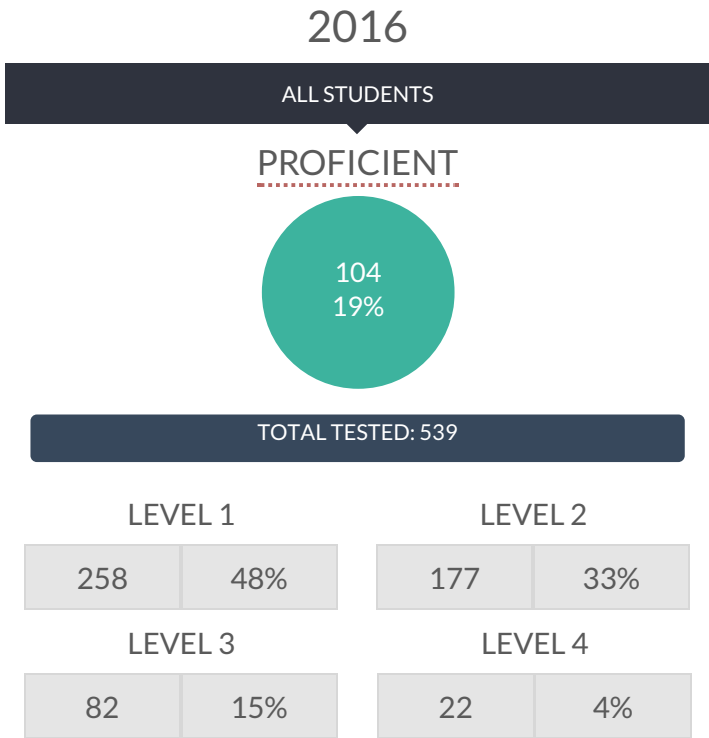 2016
ALL STUDENTS
PROFICIENT
104
19%
TOTAL TESTED: 539
LEVEL 1 LEVEL 2
258 48% 177 33%
LEVEL 3 LEVEL 4
82 15% 22 4%